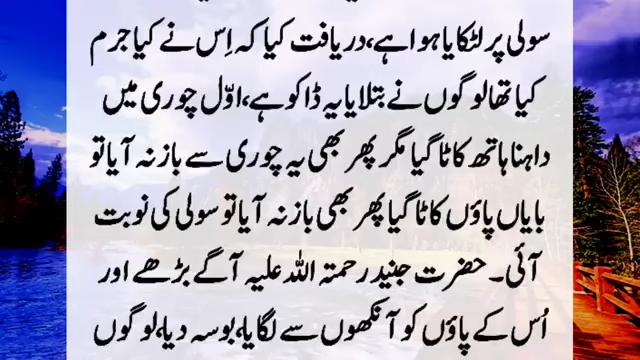 سولی پر لٹکایا ہوا ہے، دریافت کیا کہ اِس نے کیا جرم
کیا تھا لوگوں نے بتلایا یہ ڈاکو ہے، اوّل چوری میں
داہنا ہاتھ کاٹا گیا مگر پھر بھی یہ چوری سے باز نہ آیا تو
بایاں پاؤں کاٹا گیا پھر بھی باز نہ آیا تو سولی کی نوبت
آئی۔ حضرت جنید رحمتہ اللہ علیہ آگے بڑھے اور
اُس کے پاؤں کو آنکھوں سے لگایا، بوسہ دیا، لوگوں